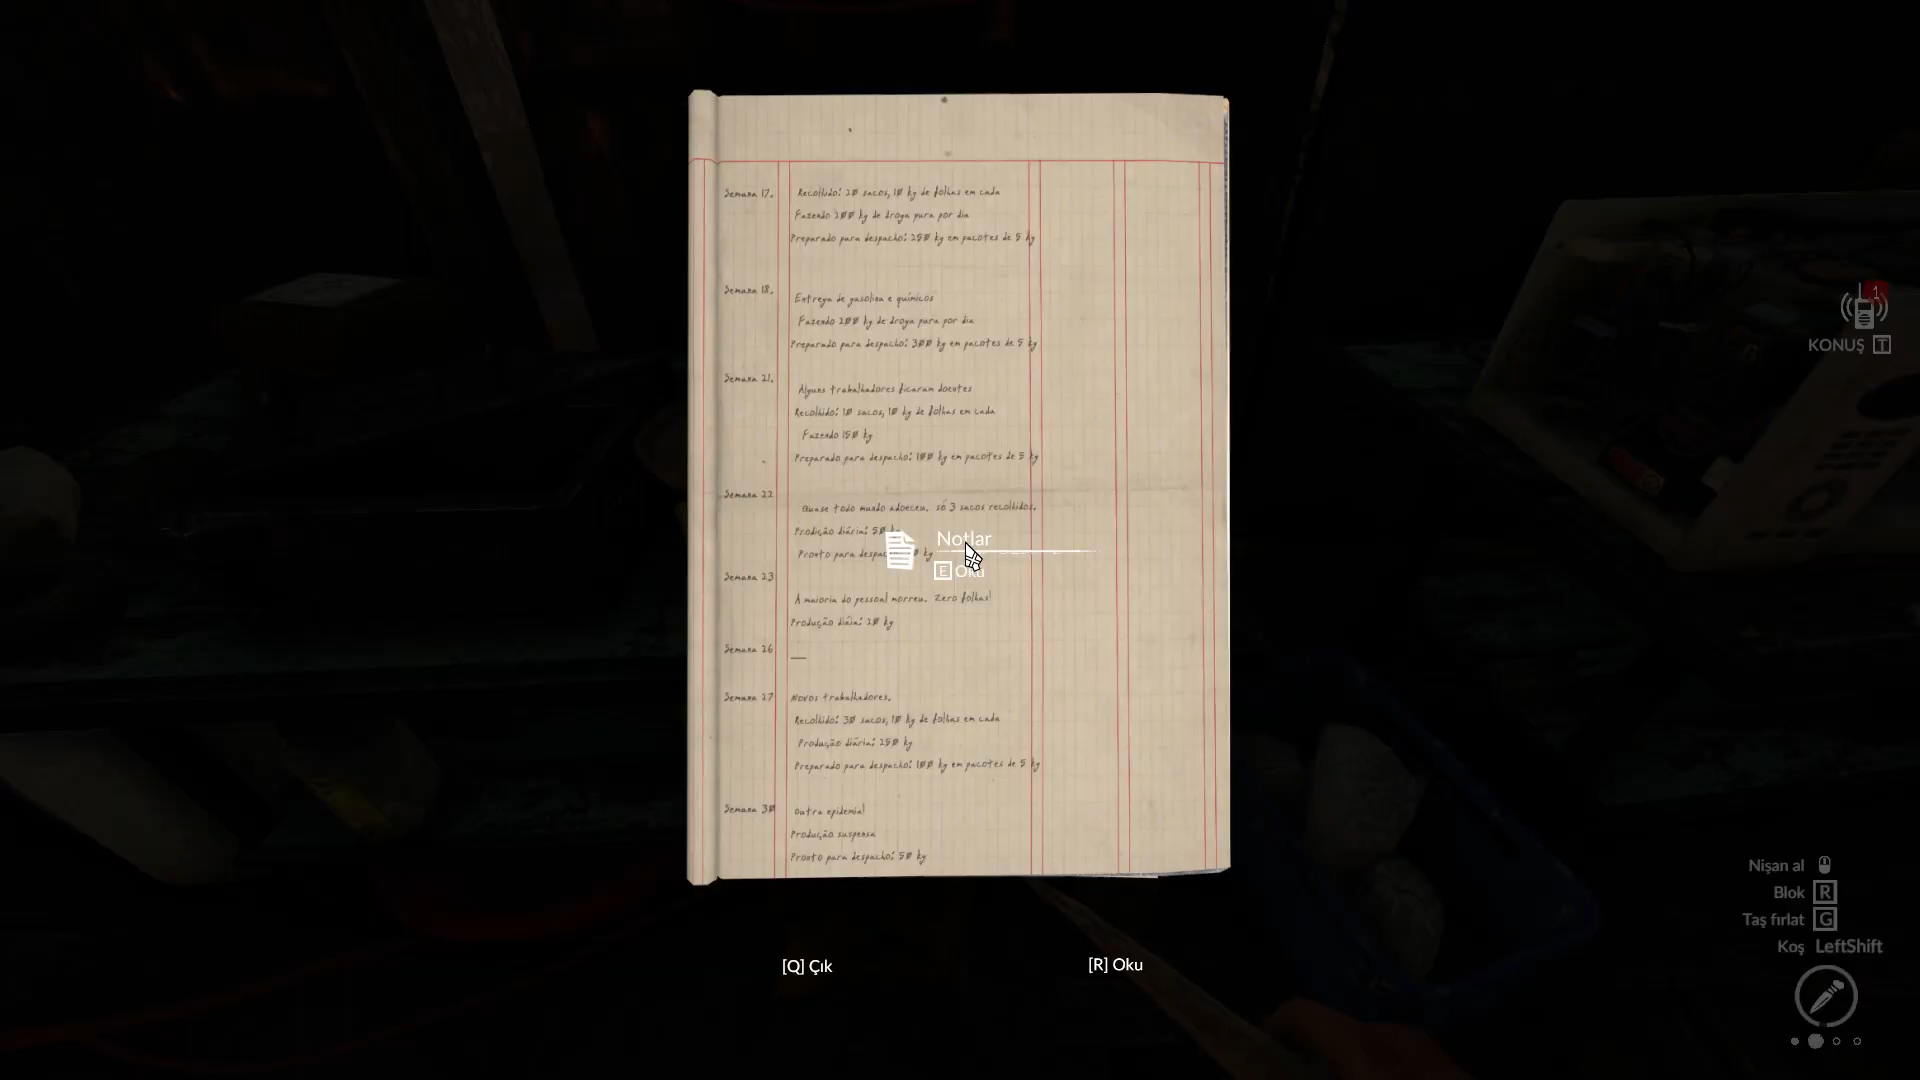 Semana 17. Recolhido: 20 sacos, 10 kg de folhas em cada
Fazendo 200 kg de droga pura por dia
Preparado para despacho: 250 kg em pacotes de 5 kg
Semana 18. Entrega de gasolina e químicos
Fazendo 200 kg de droga pura por dia
Preparado para despacho: 300 kg em pacotes de 5 kg
Semana 21. Alguns trabalhadores ficaram doentes
Recolhido: 10 sacos, 10 kg de folhas em cada
Fazendo 150 kg
Preparado para despacho: 100 kg em pacotes de 5 kg
Semana 22 Quase todo mundo adoeceu. só 3 sacos recolhidos.
Prodição diária: 50 kg
Pronto para kg
Semana 23 A maioria do pessoal morreu. Zero folhas!
Produção diária: 20 kg
Semana 26 —
Semana 27 Novos trabalhadores.
Recolhido: 30 sacos, 10 kg de folhas em cada
Produção diária: 250 kg
Preparado para despacho: 100 kg em pacotes de 5 kg
Semana 30 Outra epidemia!
Produção suspensa
Pronto para despacho: 50 kg
Notlar
E Oku
1
KONUŞ T
Nişan al
Blok R
Taş fırlat G
Koş LeftShift
[Q] Çık
[R] Oku